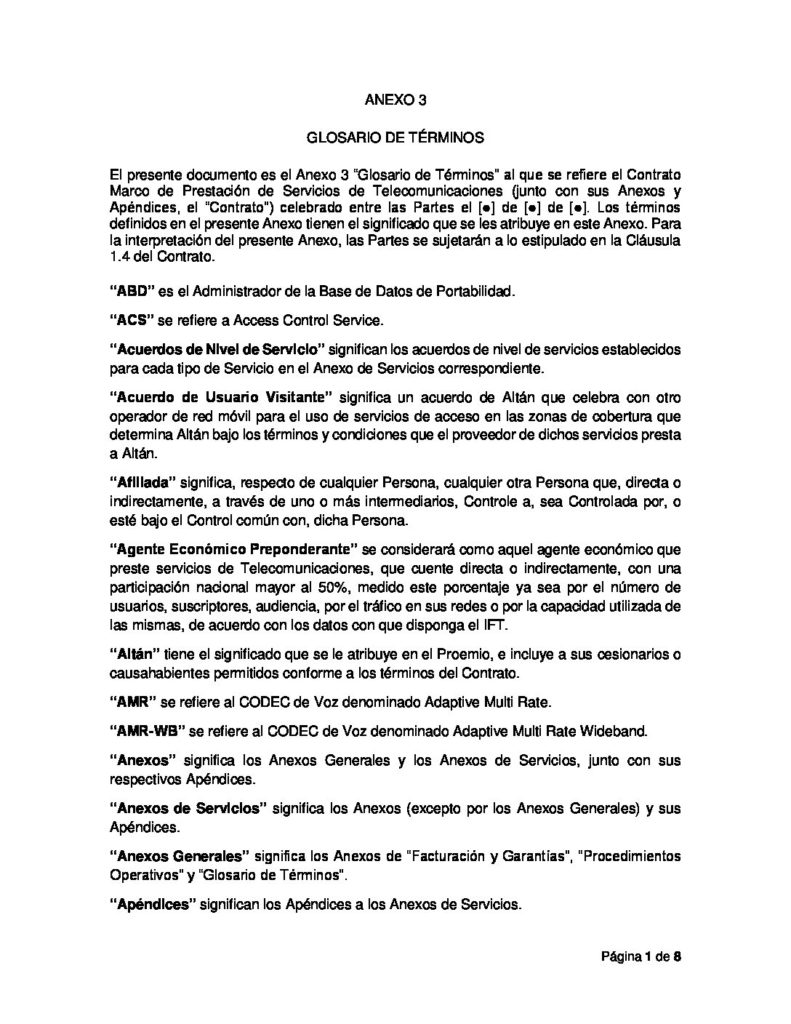 ANEXO 3
GLOSARIO DE TÉRMINOS
El presente documento es el Anexo 3 "Glosario de Términos" al que se refiere el Contrato
Marco de Prestación de Servicios de Telecomunicaciones (junto con sus Anexos y
Apéndices, el "Contrato") celebrado entre las Partes el [●] de [●] de [●]. Los términos
definidos en el presente Anexo tienen el significado que se les atribuye en este Anexo. Para
la interpretación del presente Anexo, las Partes se sujetarán a lo estipulado en la Cláusula
1.4 del Contrato.
"ABD" es el Administrador de la Base de Datos de Portabilidad.
"ACS" se refiere a Access Control Service.
"Acuerdos de Nivel de Servicio" significan los acuerdos de nivel de servicios establecidos
para cada tipo de Servicio en el Anexo de Servicios correspondiente.
"Acuerdo de Usuario Visitante" significa un acuerdo de Altán que celebra con otro
operador de red móvil para el uso de servicios de acceso en las zonas de cobertura que
determina Altán bajo los términos y condiciones que el proveedor de dichos servicios presta
a Altán.
"Afiliada" significa, respecto de cualquier Persona, cualquier otra Persona que, directa o
indirectamente, a través de uno o más intermediarios, Controle a, sea Controlada por, o
esté bajo el Control común con, dicha Persona.
"Agente Económico Preponderante" se considerará como aquel agente económico que
preste servicios de Telecomunicaciones, que cuente directa o indirectamente, con una
participación nacional mayor al 50%, medido este porcentaje ya sea por el número de
usuarios, suscriptores, audiencia, por el tráfico en sus redes o por la capacidad utilizada de
las mismas, de acuerdo con los datos con que disponga el IFT.
"Altán" tiene el significado que se le atribuye en el Proemio, e incluye a sus cesionarios o
causahabientes permitidos conforme a los términos del Contrato.
"AMR" se refiere al CODEC de Voz denominado Adaptive Multi Rate.
"AMR-WB" se refiere al CODEC de Voz denominado Adaptive Multi Rate Wideband.
"Anexos" significa los Anexos Generales y los Anexos de Servicios, junto con sus
respectivos Apéndices.
"Anexos de Servicios" significa los Anexos (excepto por los Anexos Generales) y sus
Apéndices.
"Anexos Generales" significa los Anexos de "Facturación y Garantías", "Procedimientos
Operativos" y "Glosario de Términos".
"Apéndices" significan los Apéndices a los Anexos de Servicios.
Página 1 de 8